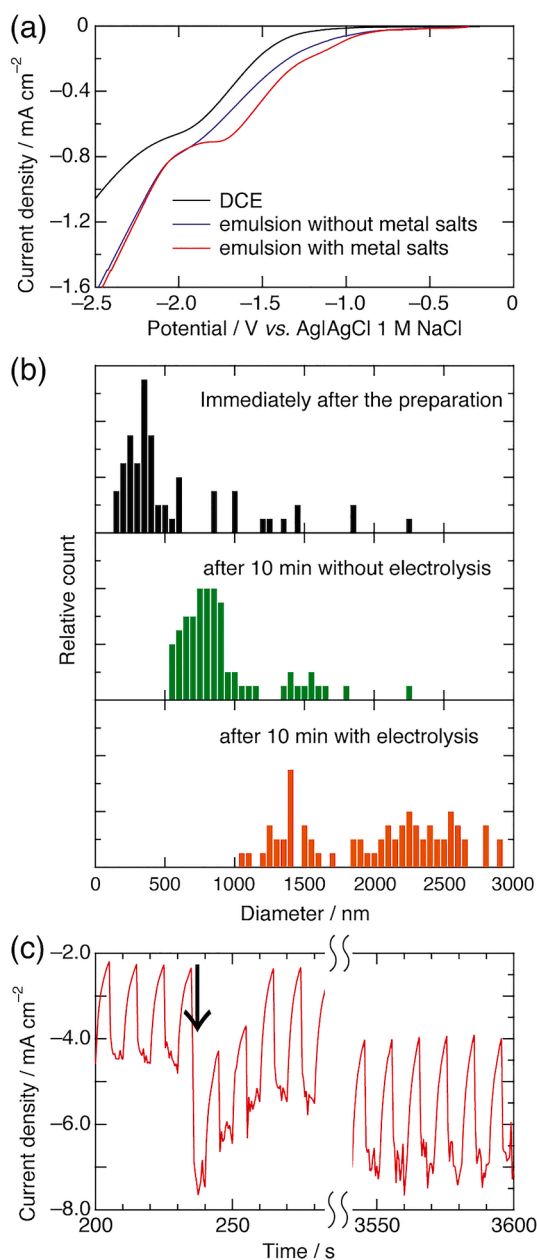 (a)
0
−0.4
−0.8
−1.2
−1.6
Current density / mA cm−2
DCE
emulsion without metal salts
emulsion with metal salts
−2.5 −2.0 −1.5 −1.0 −0.5 0
Potential / V vs. Ag|AgCl 1 M NaCl
(b)
Immediately after the preparation
after 10 min without electrolysis
Relative count
after 10 min with electrolysis
0 500 1000 1500 2000 2500 3000
Diameter / nm
(c)
−2.0
−4.0
−6.0
−8.0
Current density / mA cm−2
200 250 3550 3600
Time / s